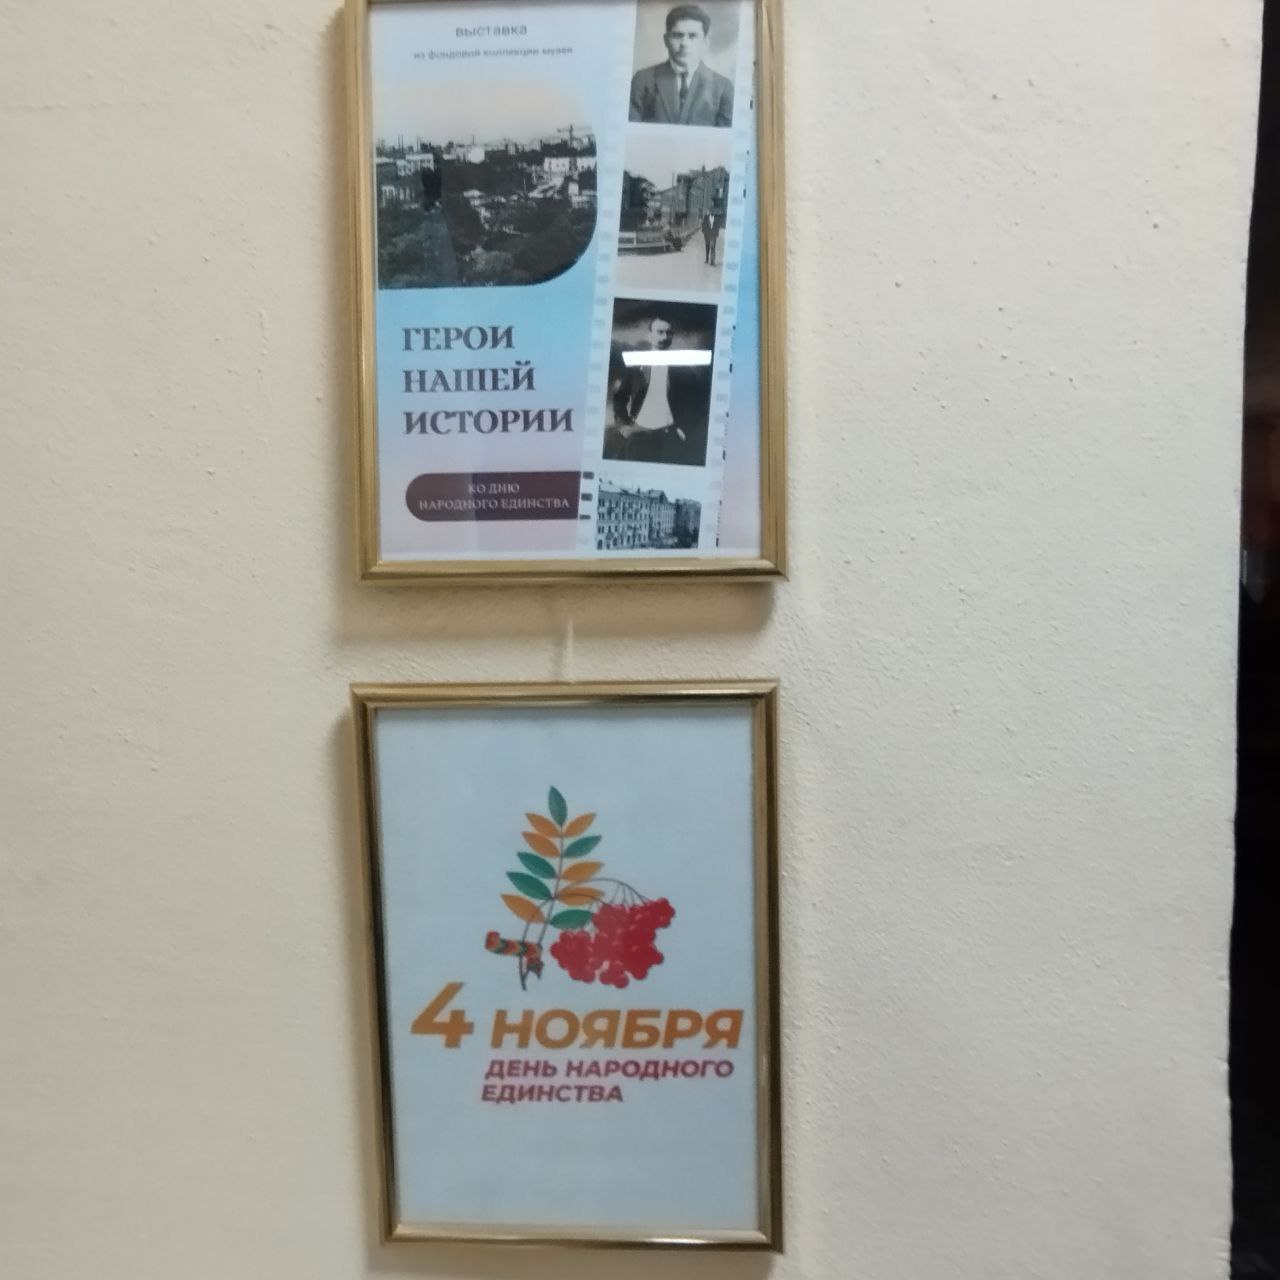 выставка
из фондовой коллекции музея
ГЕРОИ
НАШЕЙ
ИСТОРИИ
КО ДНЮ
НАРОДНОГО ЕДИНСТВА
4 НОЯБРЯ
ДЕНЬ НАРОДНОГО
ЕДИНСТВА